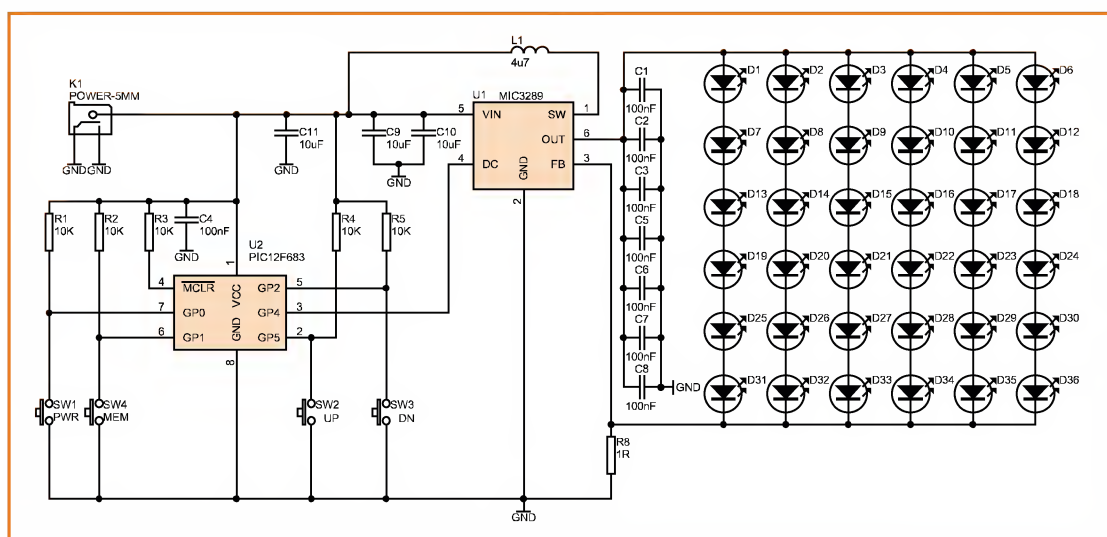 L1
4u7
K1
POWER-5MM
GND GND
C11
10uF
GND
C9
10uF
C10
10uF
GND
U1
MIC3289
5
VIN
SW
1
OUT
6
4
DC
FB
3
GND
2
C1
100nF
C2
100nF
C3
100nF
C5
100nF
C6
100nF
C7
100nF
C8
100nF
GND
D1
D2
D3
D4
D5
D6
D7
D8
D9
D10
D11
D12
D13
D14
D15
D16
D17
D18
D19
D20
D21
D22
D23
D24
D25
D26
D27
D28
D29
D30
D31
D32
D33
D34
D35
D36
R1
10K
R2
10K
R3
10K
C4
100nF
GND
R4
10K
R5
10K
U2
PIC12F683
1
4
MCLR
VCC
GP2
5
7
GP0
GP4
3
6
GP1
GND
GP5
2
8
SW1
PWR
SW4
MEM
SW2
UP
SW3
DN
R8
1R
GND